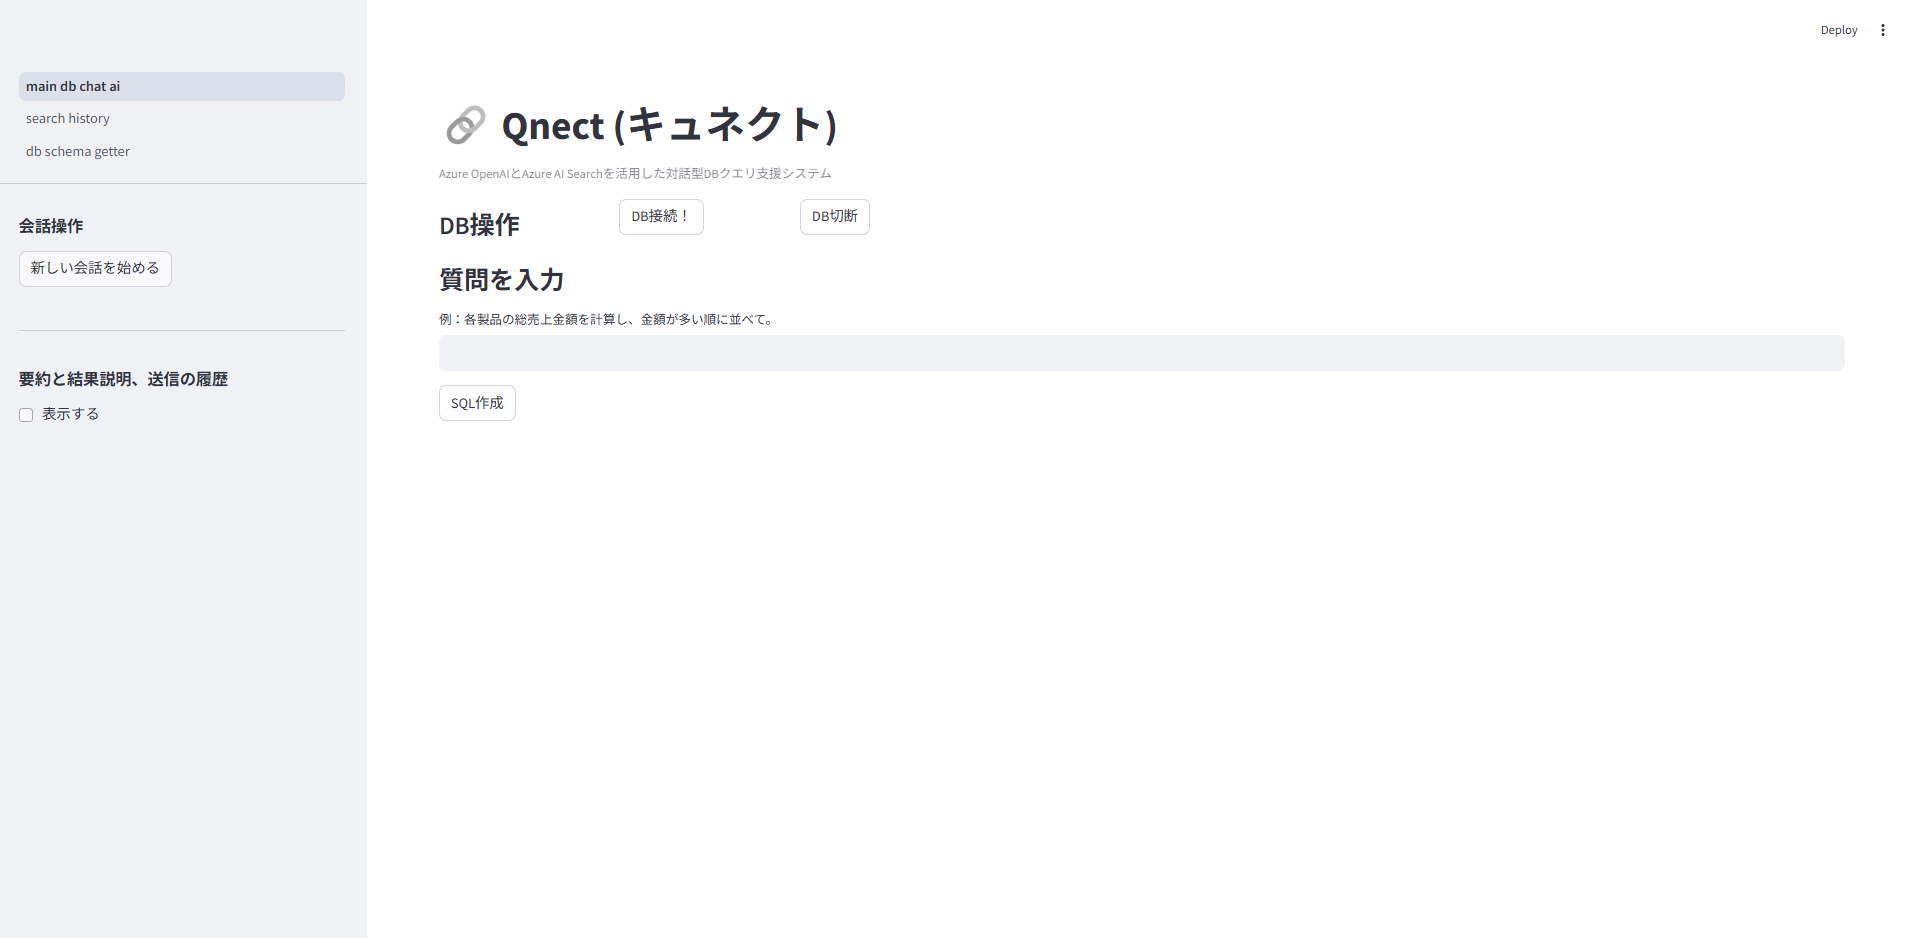 Deploy
main db chat ai
search history
db schema getter
会話操作
新しい会話を始める
要約と結果説明、送信の履歴
表示する
Qnect (キュネクト)
Azure OpenAIとAzure AI Searchを活用した対話型DBクエリ支援システム
DB操作
DB接続！
DB切断
質問を入力
例：各製品の総売上金額を計算し、金額が多い順に並べて。
SQL作成